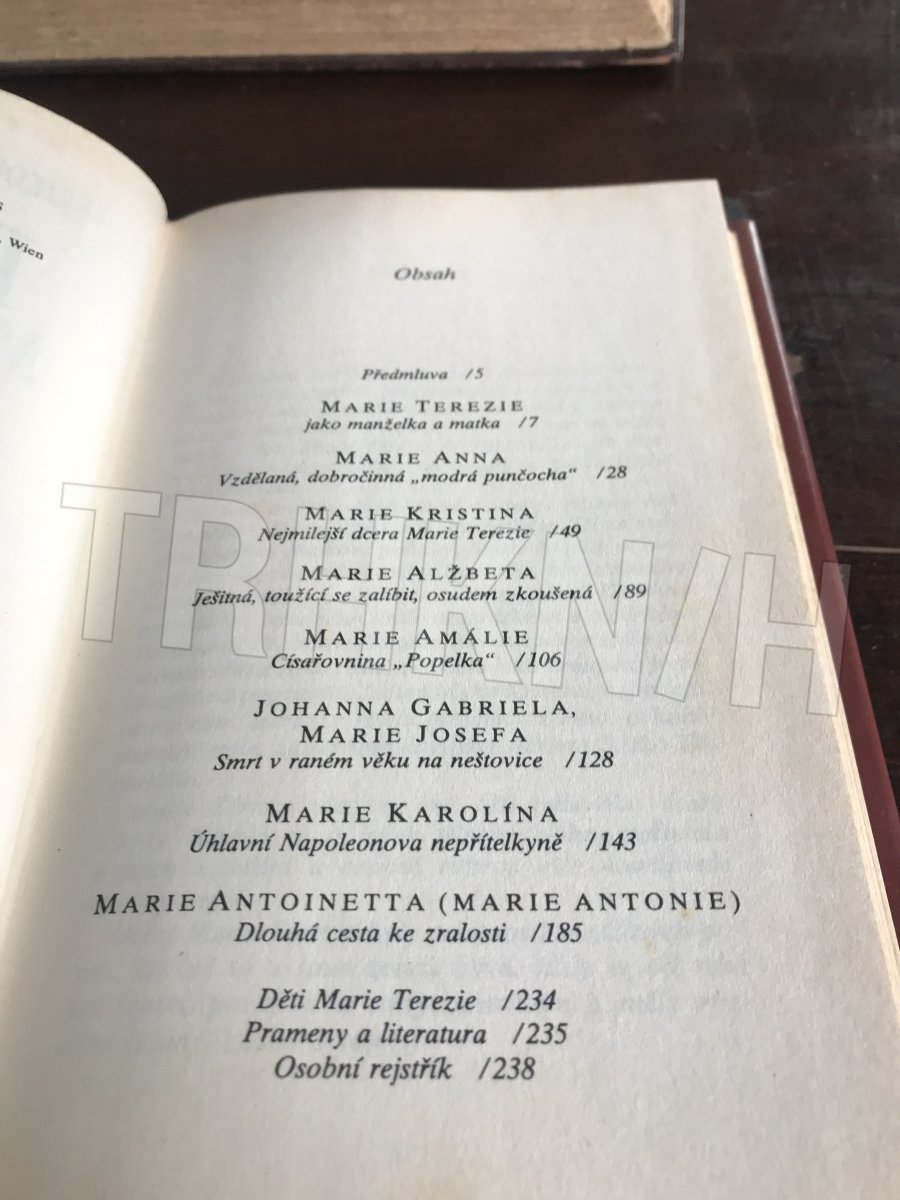 Wien
Obsah
Předmluva /5
MARIE TEREZIE
jako manželka a matka /7
MARIE ANNA
Vzdělaná, dobročinná „modrá punčocha“ /28
MARIE KRISTINA
Nejmilejší dcera Marie Terezie /49
MARIE ALŽBETA
Ješitná, toužící se zalíbit, osudem zkoušená /89
MARIE AMÁLIE
Císařovnina „Popelka“ /106
JOHANNA GABRIELA,
MARIE JOSEFA
Smrt v raném věku na neštovice /128
MARIE KAROLÍNA
Úhlavní Napoleonova nepřítelkyně /143
MARIE ANTOINETTA (MARIE ANTONIE)
Dlouhá cesta ke zralosti /185
Děti Marie Terezie /234
Prameny a literatura /235
Osobní rejstřík /238